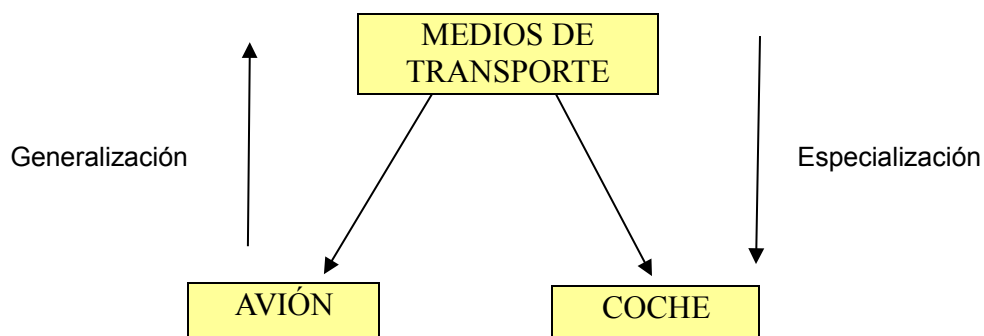 MEDIOS DE
TRANSPORTE
Generalización
Especialización
AVIÓN
COCHE